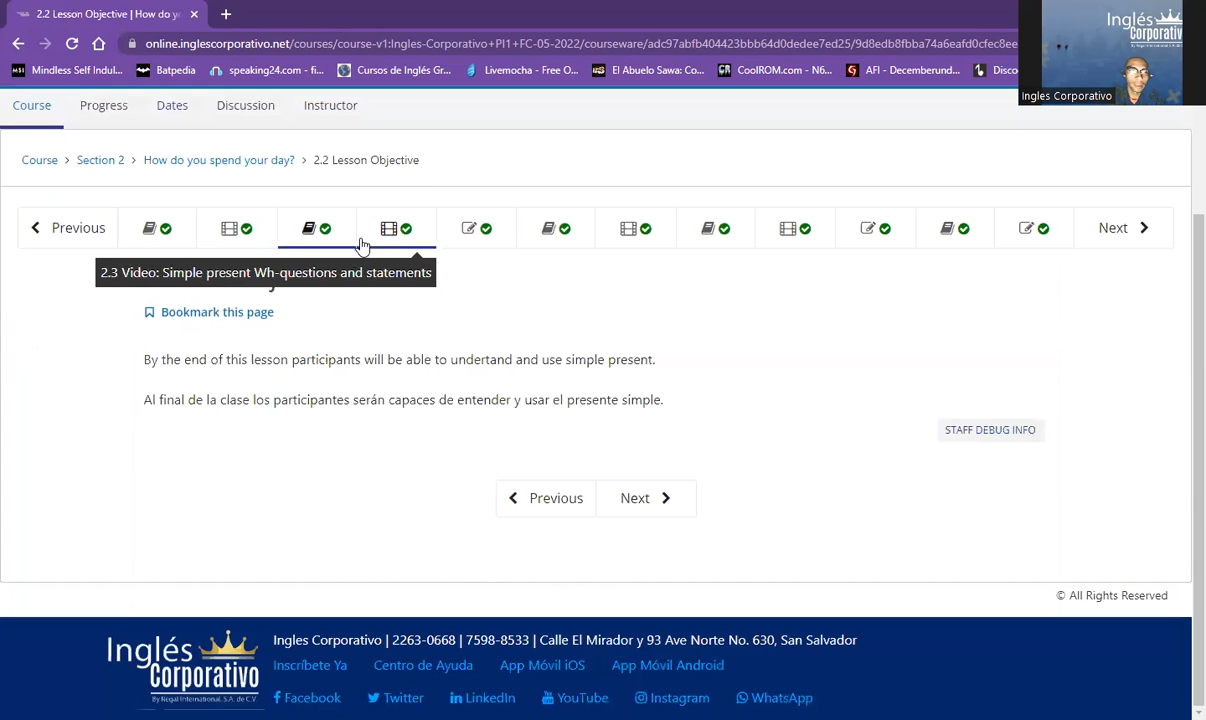 2.2 Lesson Objective | How do y
online.inglescorporativo.net/courses/course-v1:Ingles-Corporativo+PI1+FC-05-2022/courseware/adc97abfb404423bbb64d0dedee7ed25/9d8edb8fbba74a6eafd0cfec8ee
Mindless Self Indul...
Batpedia
speaking24.com - fi...
Cursos de Inglés Gr...
Livemocha - Free O...
El Abuelo Sawa: Co...
CoolROM.com - N6...
AFI - Decemberund...
Disco
Inglés
Corporativo
Ingles Corporativo
Course
Progress
Dates
Discussion
Instructor
Course > Section 2 > How do you spend your day? > 2.2 Lesson Objective
Previous
Next
2.3 Video: Simple present Wh-questions and statements
Bookmark this page
By the end of this lesson participants will be able to undertand and use simple present.
Al final de la clase los participantes serán capaces de entender y usar el presente simple.
STAFF DEBUG INFO
Previous
Next
© All Rights Reserved
Inglés
Corporativo
By Regal International, S.A. de C.V.
Ingles Corporativo | 2263-0668 | 7598-8533 | Calle El Mirador y 93 Ave Norte No. 630, San Salvador
Inscríbete Ya
Centro de Ayuda
App Móvil iOS
App Móvil Android
Facebook
Twitter
LinkedIn
YouTube
Instagram
WhatsApp